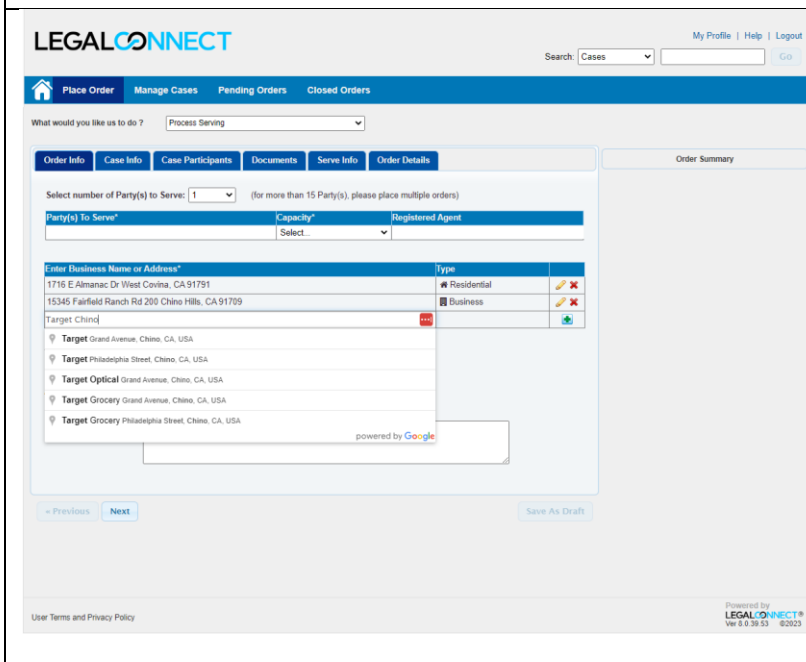 LEGALCONNECT
My Profile | Help | Logout
Search: Cases Go
Place Order Manage Cases Pending Orders Closed Orders
What would you like us to do ? Process Serving
Order Info Case Info Case Participants Documents Serve Info Order Details
Order Summary
Select number of Party(s) to Serve: 1 (for more than 15 Party(s), please place multiple orders)
Party(s) To Serve* Capacity* Registered Agent
Select...
Enter Business Name or Address* Type
1716 E Almanac Dr West Covina, CA 91791 Residential
15345 Fairfield Ranch Rd 200 Chino Hills, CA 91709 Business
Target Chino
Target Grand Avenue, Chino, CA, USA
Target Philadelphia Street, Chino, CA, USA
Target Optical Grand Avenue, Chino, CA, USA
Target Grocery Grand Avenue, Chino, CA, USA
Target Grocery Philadelphia Street, Chino, CA, USA
powered by Google
« Previous Next Save As Draft
User Terms and Privacy Policy
Powered by
LEGALCONNECT®
Ver 8.0.39.53 ©2023